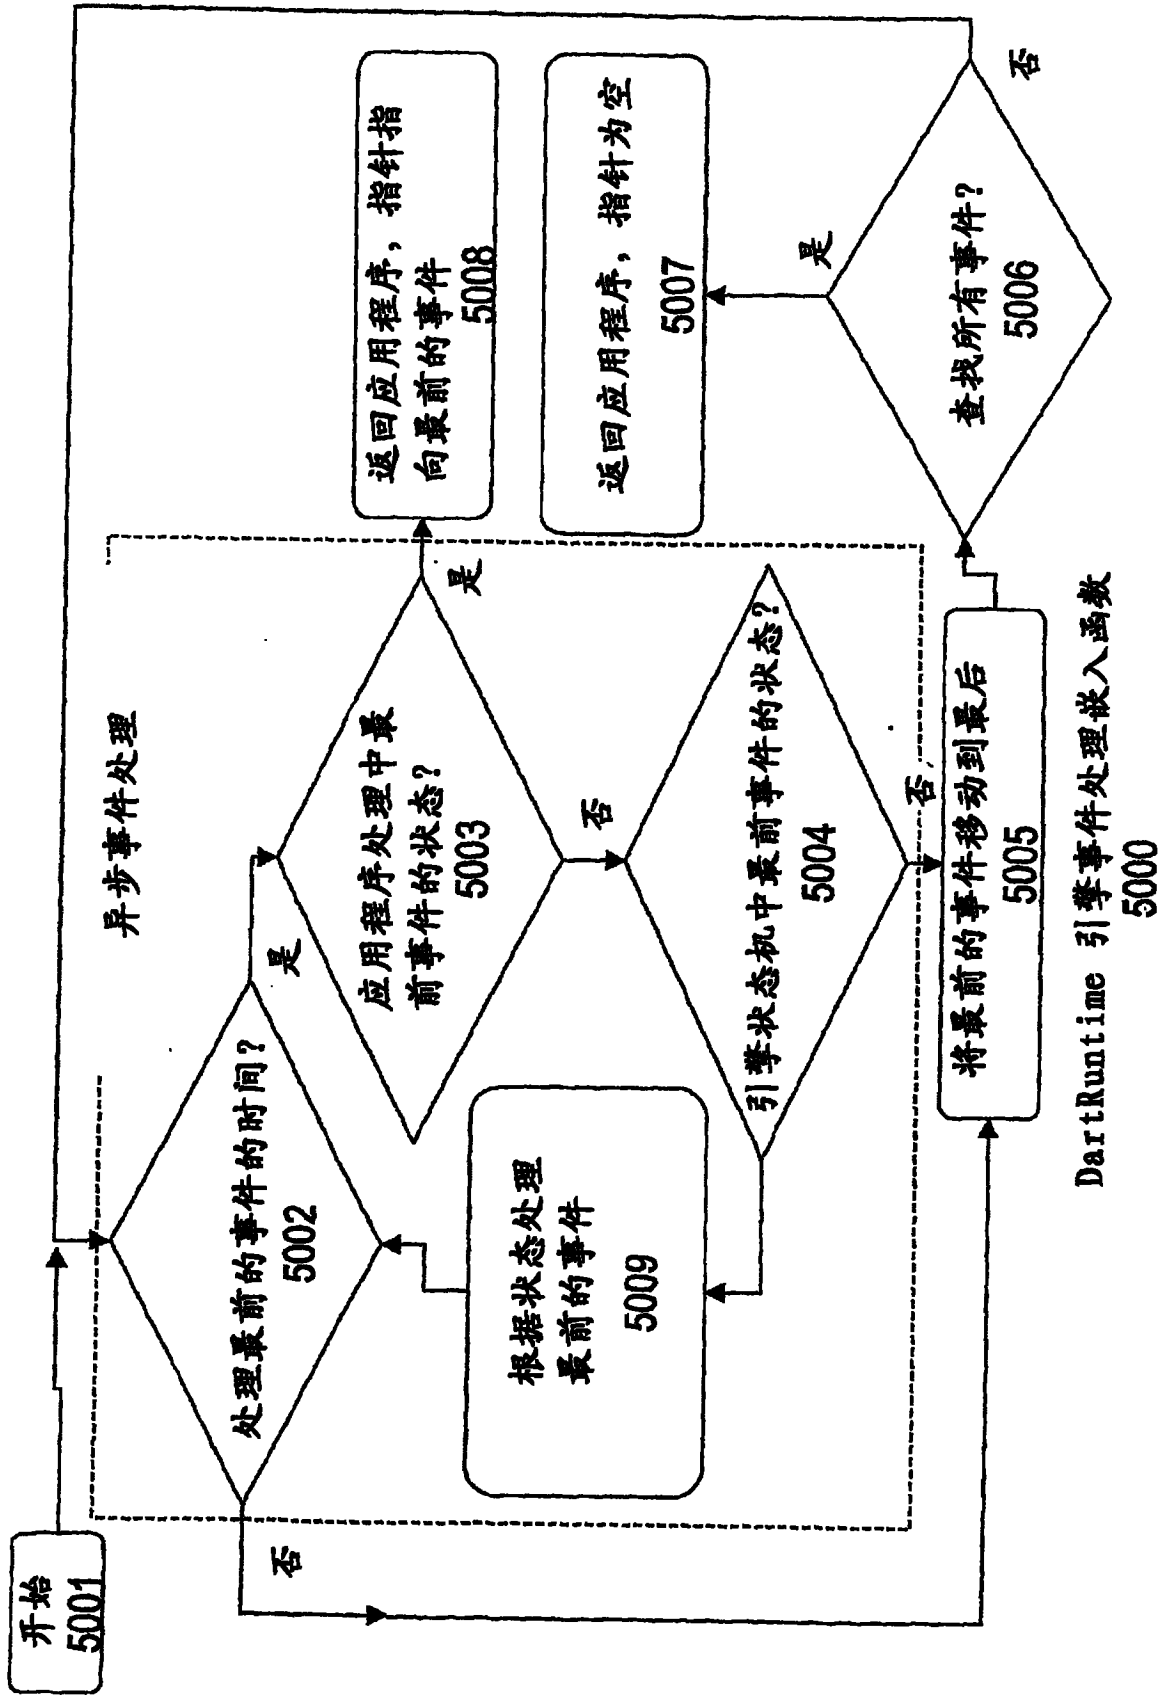 开始
5001
异步事件处理
处理最前的事件的时间?
5002
是
否
应用程序处理中最
前事件的状态?
5003
是
否
返回应用程序，指针指
向最前的事件
5008
返回应用程序，指针为空
5007
根据状态处理
最前的事件
5009
引擎状态机中最前事件的状态?
5004
否
将最前的事件移动到最后
5005
查找所有事件?
5006
是
否
DartRuntime 引擎事件处理嵌入函数
5000